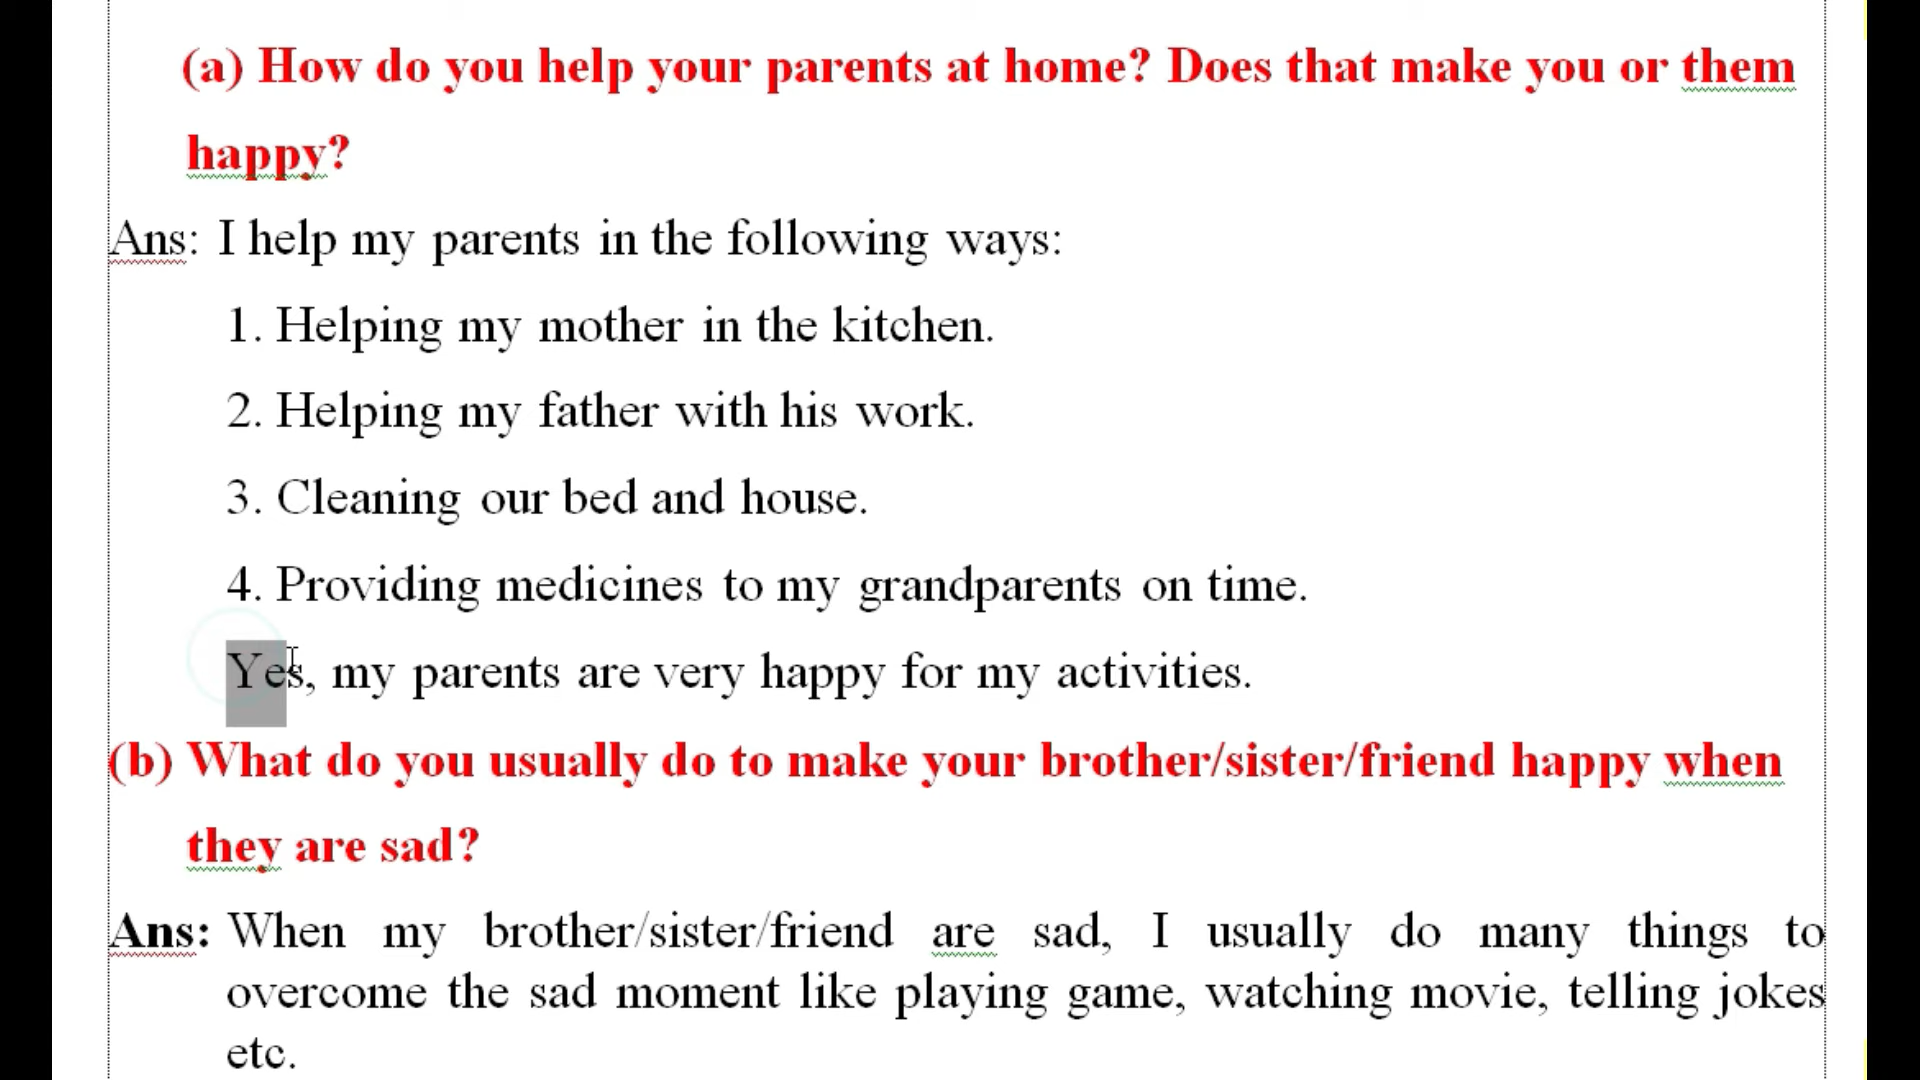 (a) How do you help your parents at home? Does that make you or them
happy?
Ans: I help my parents in the following ways:
1. Helping my mother in the kitchen.
2. Helping my father with his work.
3. Cleaning our bed and house.
4. Providing medicines to my grandparents on time.
Yes, my parents are very happy for my activities.
(b) What do you usually do to make your brother/sister/friend happy when
they are sad?
Ans: When my brother/sister/friend are sad, I usually do many things to
overcome the sad moment like playing game, watching movie, telling jokes
etc.